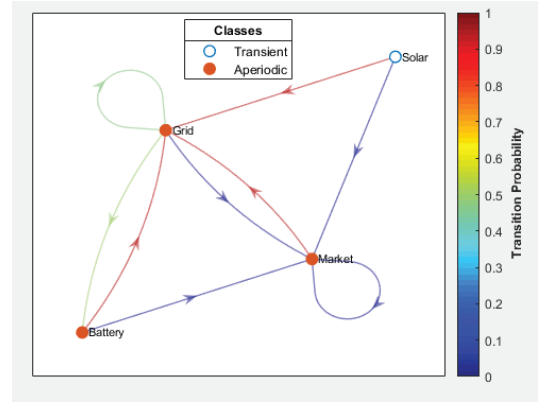 Classes
Transient
Aperiodic
Solar
Grid
Market
Battery
1
0.9
0.8
0.7
0.6
0.5
0.4
0.3
0.2
0.1
0
Transition Probability